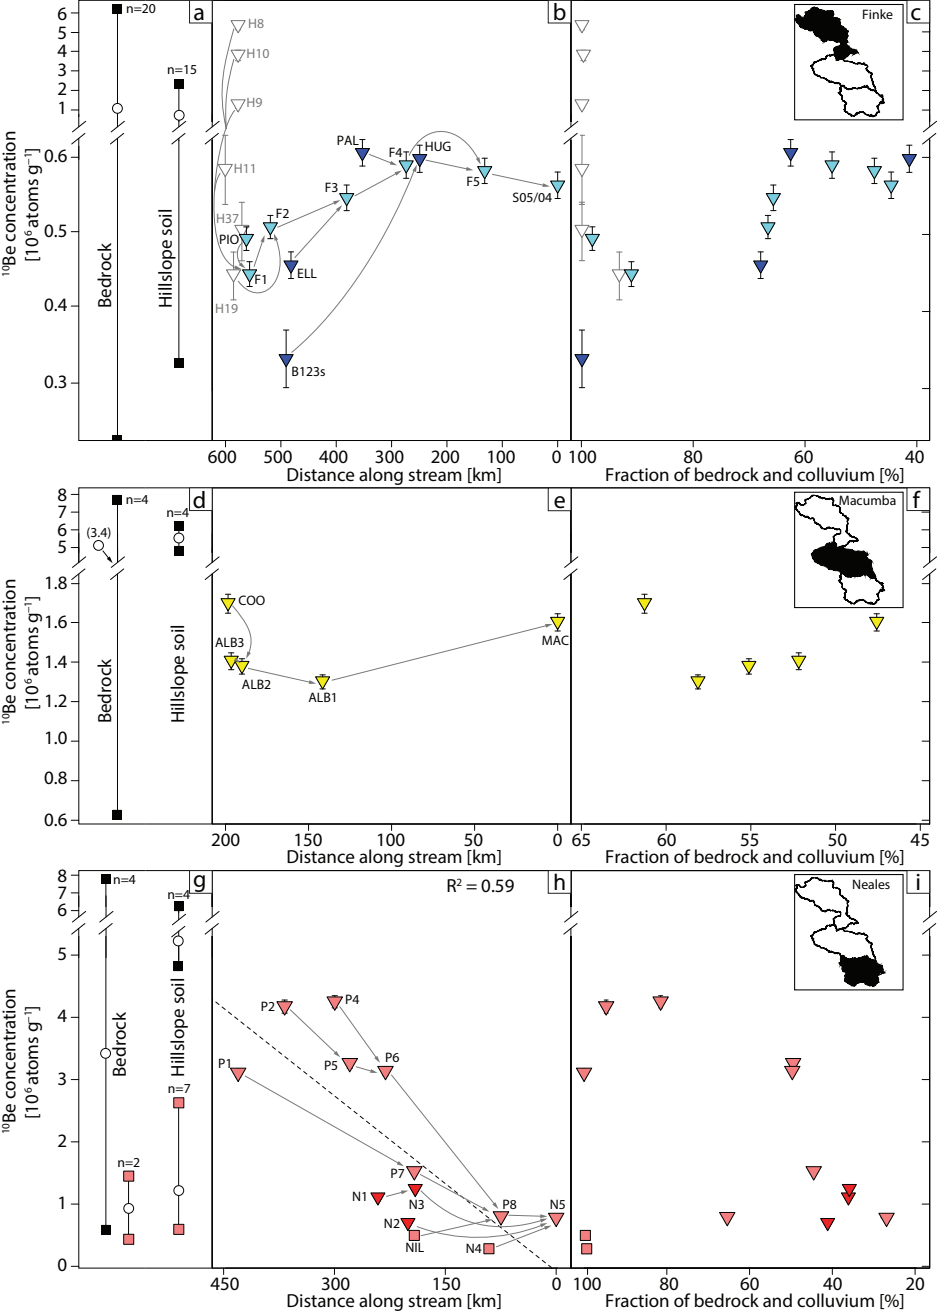 a
b
c
Finke
6
5
4
3
2
1
0.6
0.5
0.4
0.3
¹⁰Be concentration
[10⁶ atoms g⁻¹]
n=20
n=15
Bedrock
Hillslope soil
H8
H10
H9
H11
H37
PIO
F1
F2
H19
ELL
B123s
F3
PAL
F4
HUG
F5
S05/04
600
500
400
300
200
100
0
100
80
60
40
Distance along stream [km]
Fraction of bedrock and colluvium [%]
d
e
f
Macumba
8
7
6
5
1.8
1.6
1.4
1.2
1.0
0.8
0.6
¹⁰Be concentration
[10⁶ atoms g⁻¹]
n=4
n=4
(3.4)
Bedrock
Hillslope soil
COO
ALB3
ALB2
ALB1
MAC
200
150
100
50
0
65
60
55
50
45
Distance along stream [km]
Fraction of bedrock and colluvium [%]
g
h
i
Neales
R² = 0.59
8
7
6
5
4
3
2
1
0
¹⁰Be concentration
[10⁶ atoms g⁻¹]
n=4
n=4
Bedrock
Hillslope soil
n=2
n=7
P2
P4
P1
P5
P6
P7
N1
N3
N2
NIL
N4
P8
N5
450
300
150
0
100
80
60
40
20
Distance along stream [km]
Fraction of bedrock and colluvium [%]